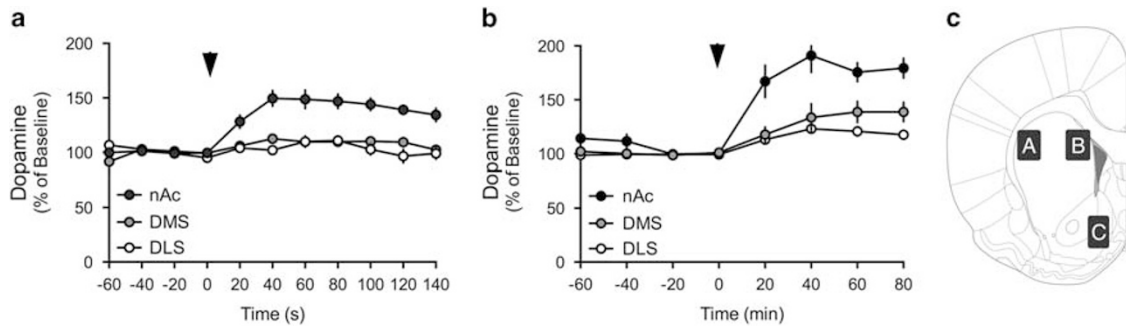 a
200
150
100
50
0
Dopamine
(% of Baseline)
nAc
DMS
DLS
-60 -40 -20 0 20 40 60 80 100 120 140
Time (s)
b
200
150
100
50
0
Dopamine
(% of Baseline)
nAc
DMS
DLS
-60 -40 -20 0 20 40 60 80
Time (min)
c
A B
C